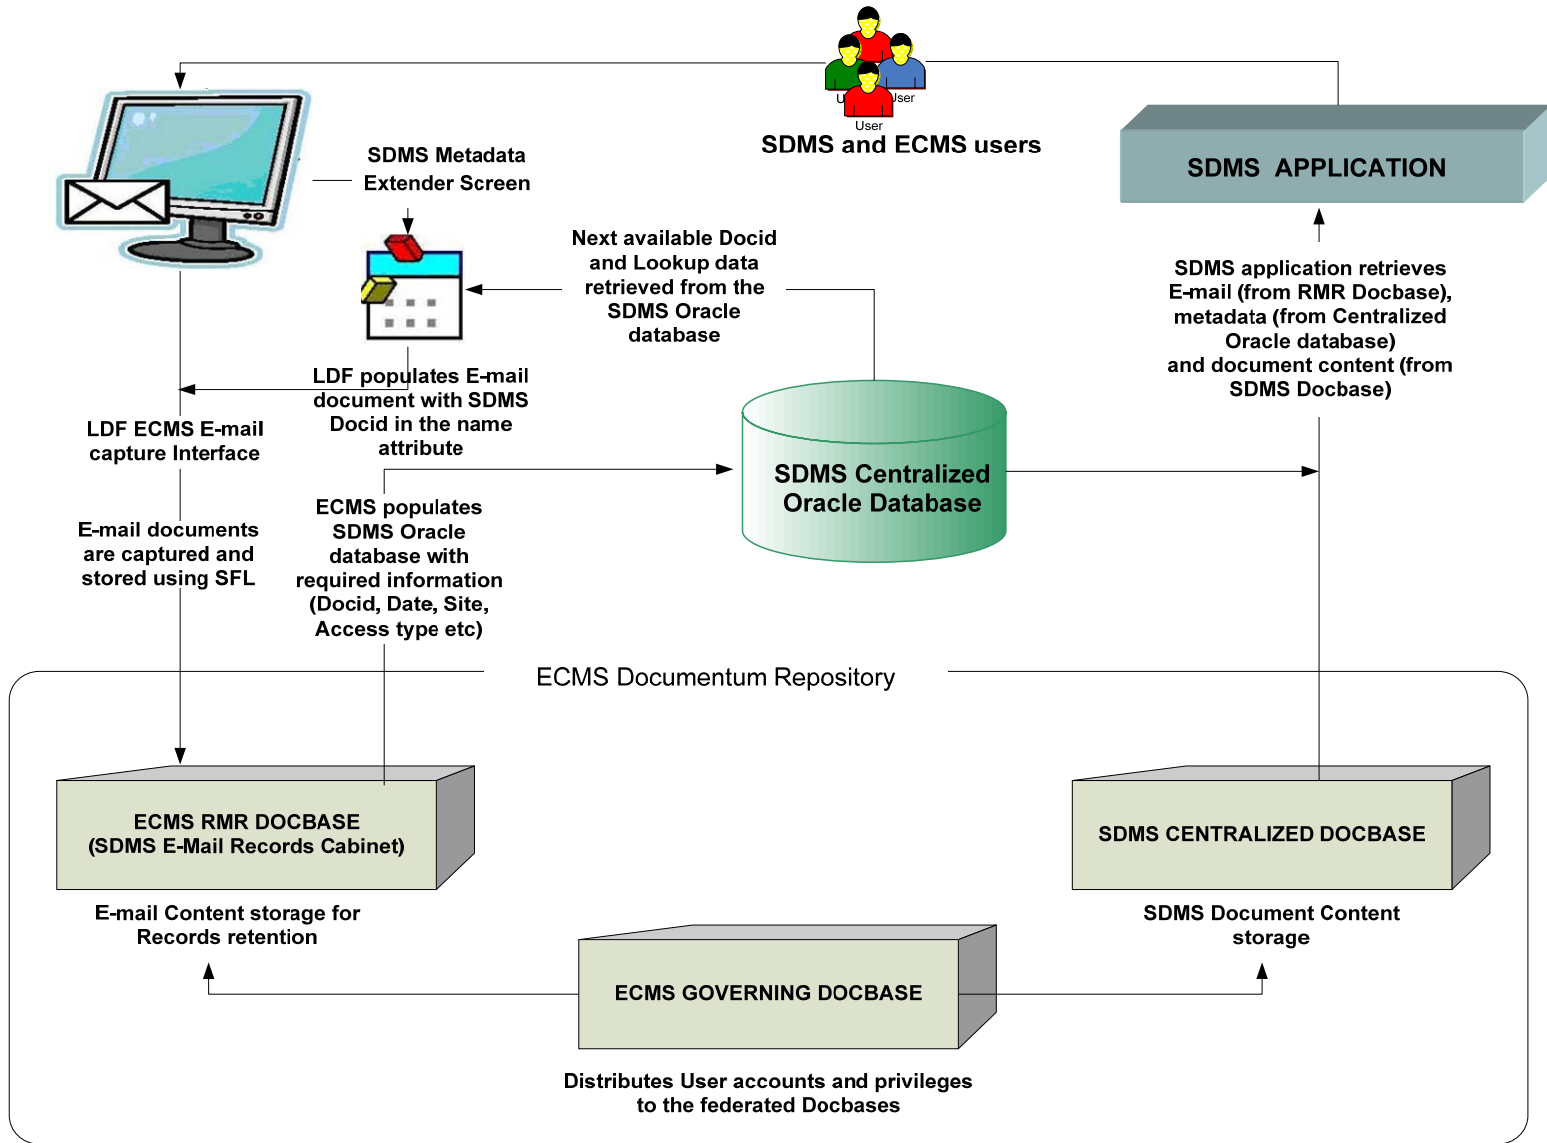 User
User
SDMS and ECMS users
SDMS APPLICATION
SDMS Metadata
Extender Screen
Next available Docid
and Lookup data
retrieved from the
SDMS Oracle
database
SDMS application retrieves
E-mail (from RMR Docbase),
metadata (from Centralized
Oracle database)
and document content (from
SDMS Docbase)
LDF populates E-mail
document with SDMS
Docid in the name
attribute
LDF ECMS E-mail
capture Interface
SDMS Centralized
Oracle Database
ECMS populates
SDMS Oracle
database with
required information
(Docid, Date, Site,
Access type etc)
E-mail documents
are captured and
stored using SFL
ECMS Documentum Repository
ECMS RMR DOCBASE
(SDMS E-Mail Records Cabinet)
SDMS CENTRALIZED DOCBASE
E-mail Content storage for
Records retention
SDMS Document Content
storage
ECMS GOVERNING DOCBASE
Distributes User accounts and privileges
to the federated Docbases